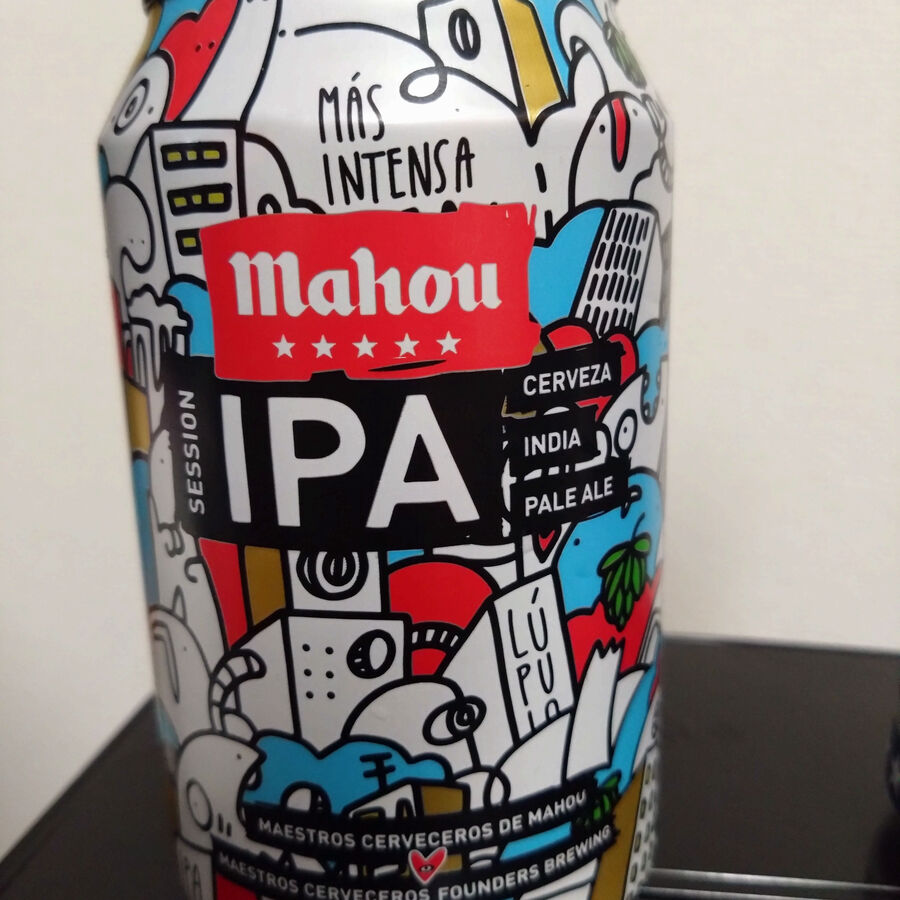 MÁS
INTENSA
Mahou
SESSION
IPA
CERVEZA
INDIA
PALE ALE
LÚ
PU
MAESTROS CERVECEROS DE MAHOU
MAESTROS CERVECEROS FOUNDERS BREWING